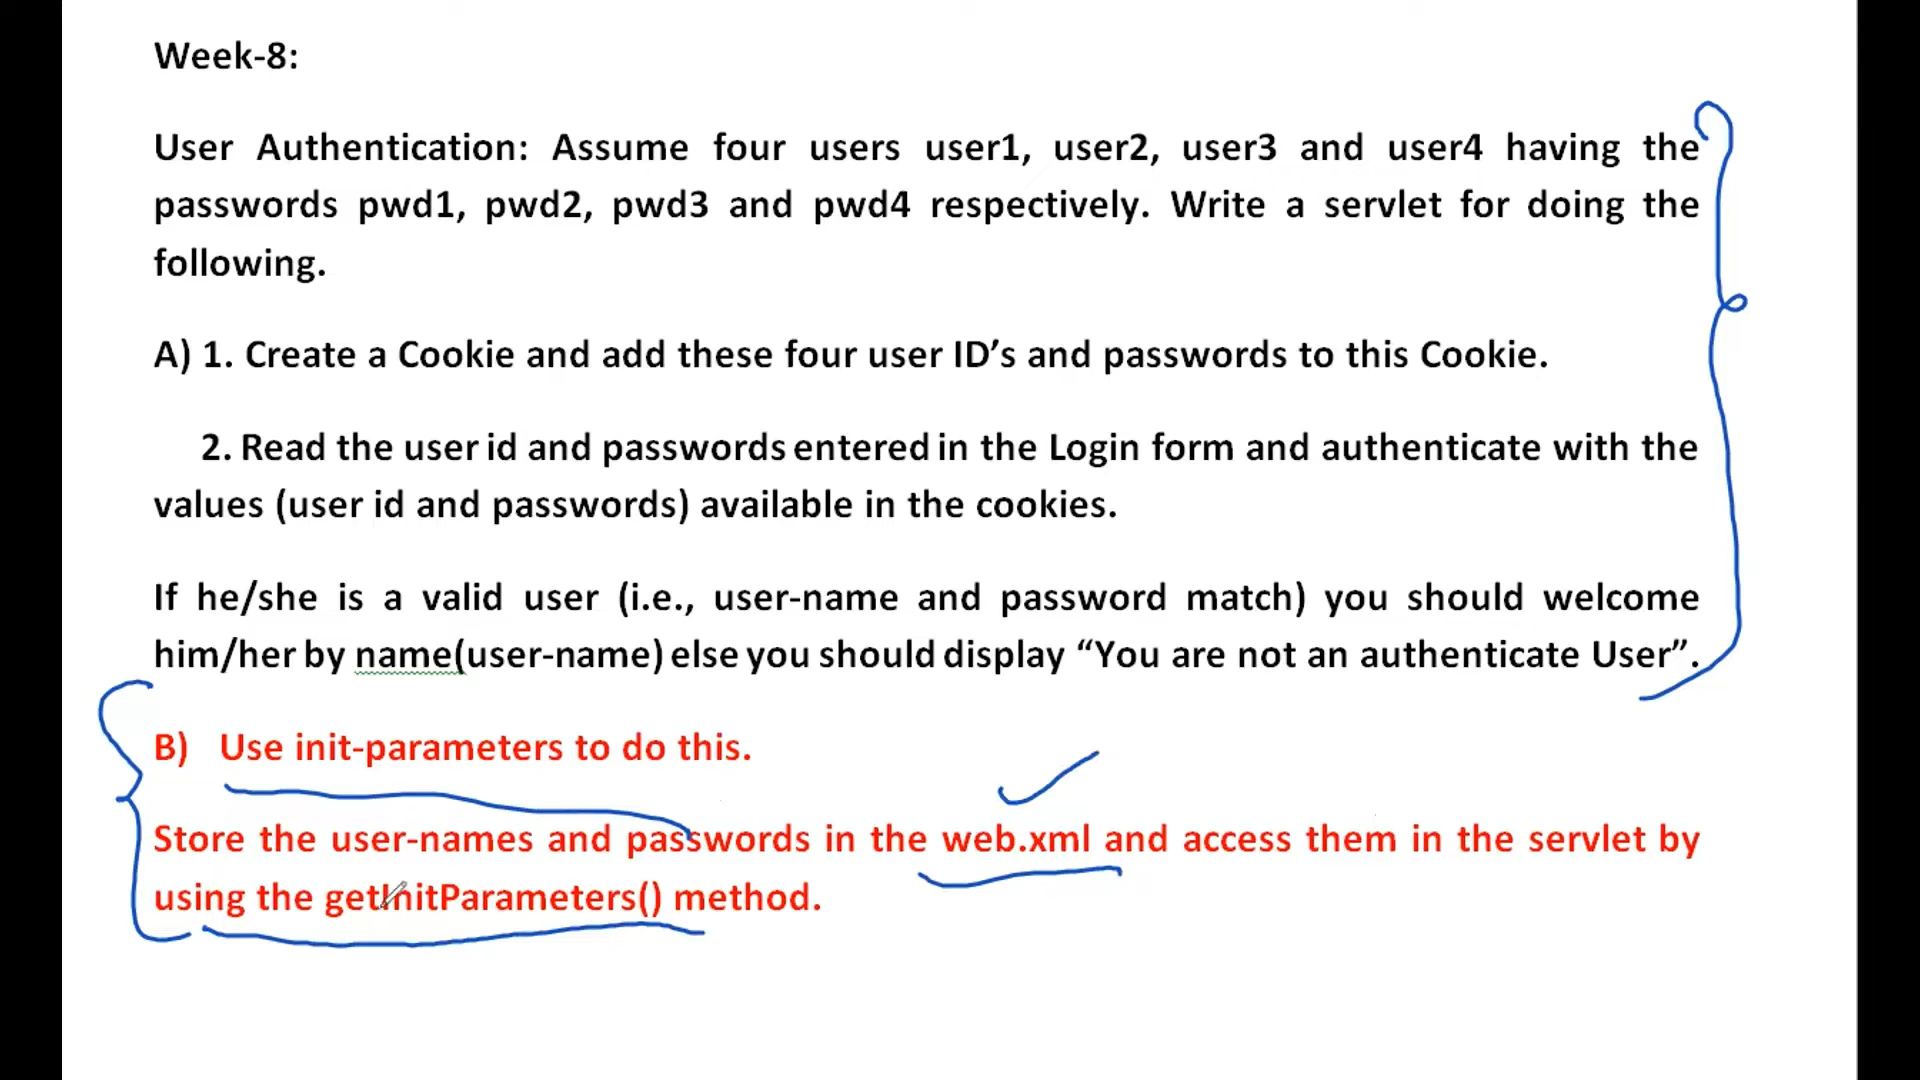 Week-8:
User Authentication: Assume four users user1, user2, user3 and user4 having the
passwords pwd1, pwd2, pwd3 and pwd4 respectively. Write a servlet for doing the
following.
A) 1. Create a Cookie and add these four user ID’s and passwords to this Cookie.
2. Read the user id and passwords entered in the Login form and authenticate with the
values (user id and passwords) available in the cookies.
If he/she is a valid user (i.e., user-name and password match) you should welcome
him/her by name(user-name) else you should display “You are not an authenticate User”.
B) Use init-parameters to do this.
Store the user-names and passwords in the web.xml and access them in the servlet by
using the getInitParameters() method.